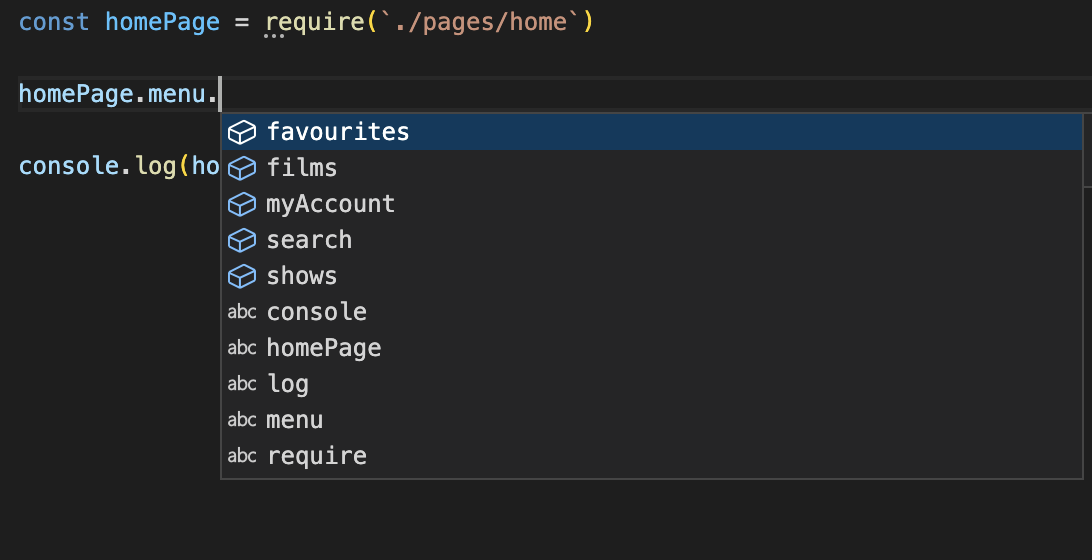 const homePage = require(`./pages/home`)
homePage.menu.
favourites
console.log(ho
films
myAccount
search
shows
abc console
abc homePage
abc log
abc menu
abc require